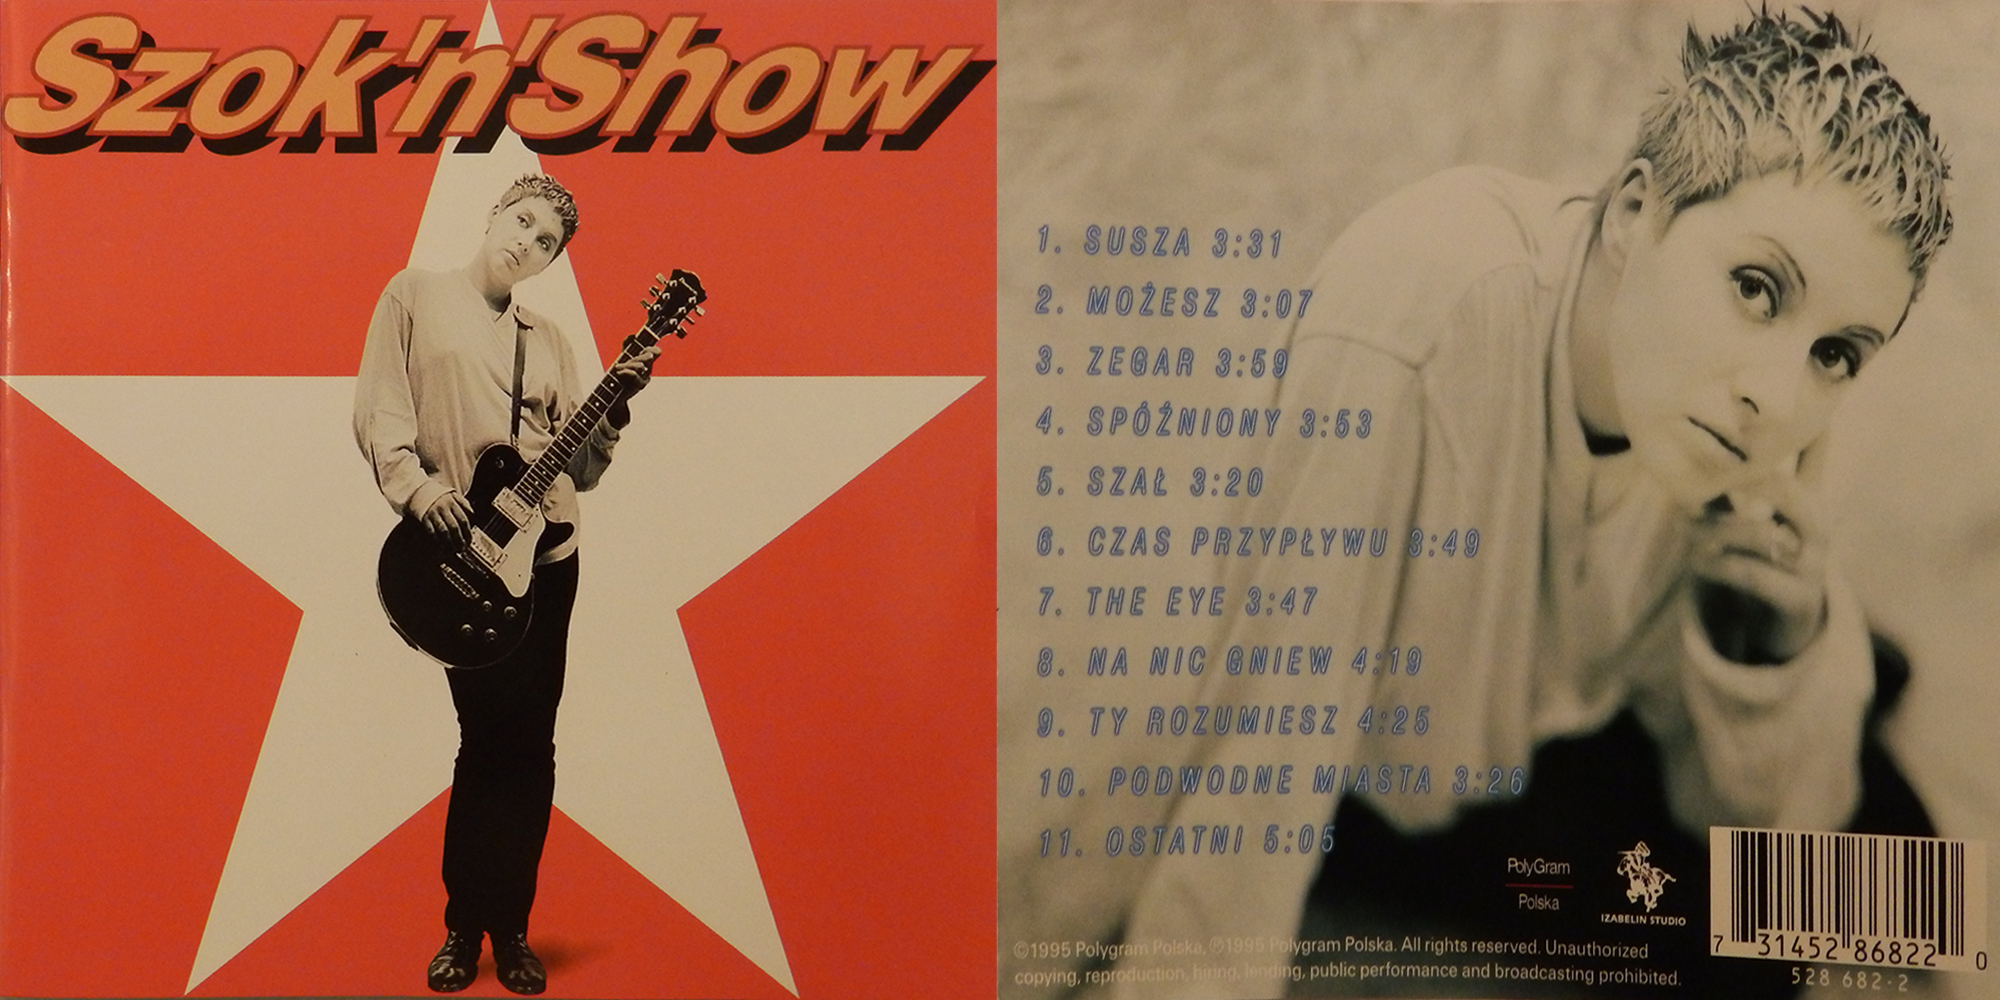 Szok'n'Show
1. SUSZA 3:31
2. MOŻESZ 3:07
3. ZEGAR 3:59
4. SPÓŹNIONY 3:53
5. SZAŁ 3:20
6. CZAS PRZYPŁYWU 3:49
7. THE EYE 3:47
8. NA NIC GNIEW 4:19
9. TY ROZUMIESZ 4:25
10. PODWODNE MIASTA 3:26
11. OSTATNI 5:05
PolyGram
Polska
IZABELIN STUDIO
©1995 Polygram Polska, ℗1995 Polygram Polska. All rights reserved. Unauthorized
copying, reproduction, hiring, lending, public performance and broadcasting prohibited.
7 31452 86822 0
528 682-2